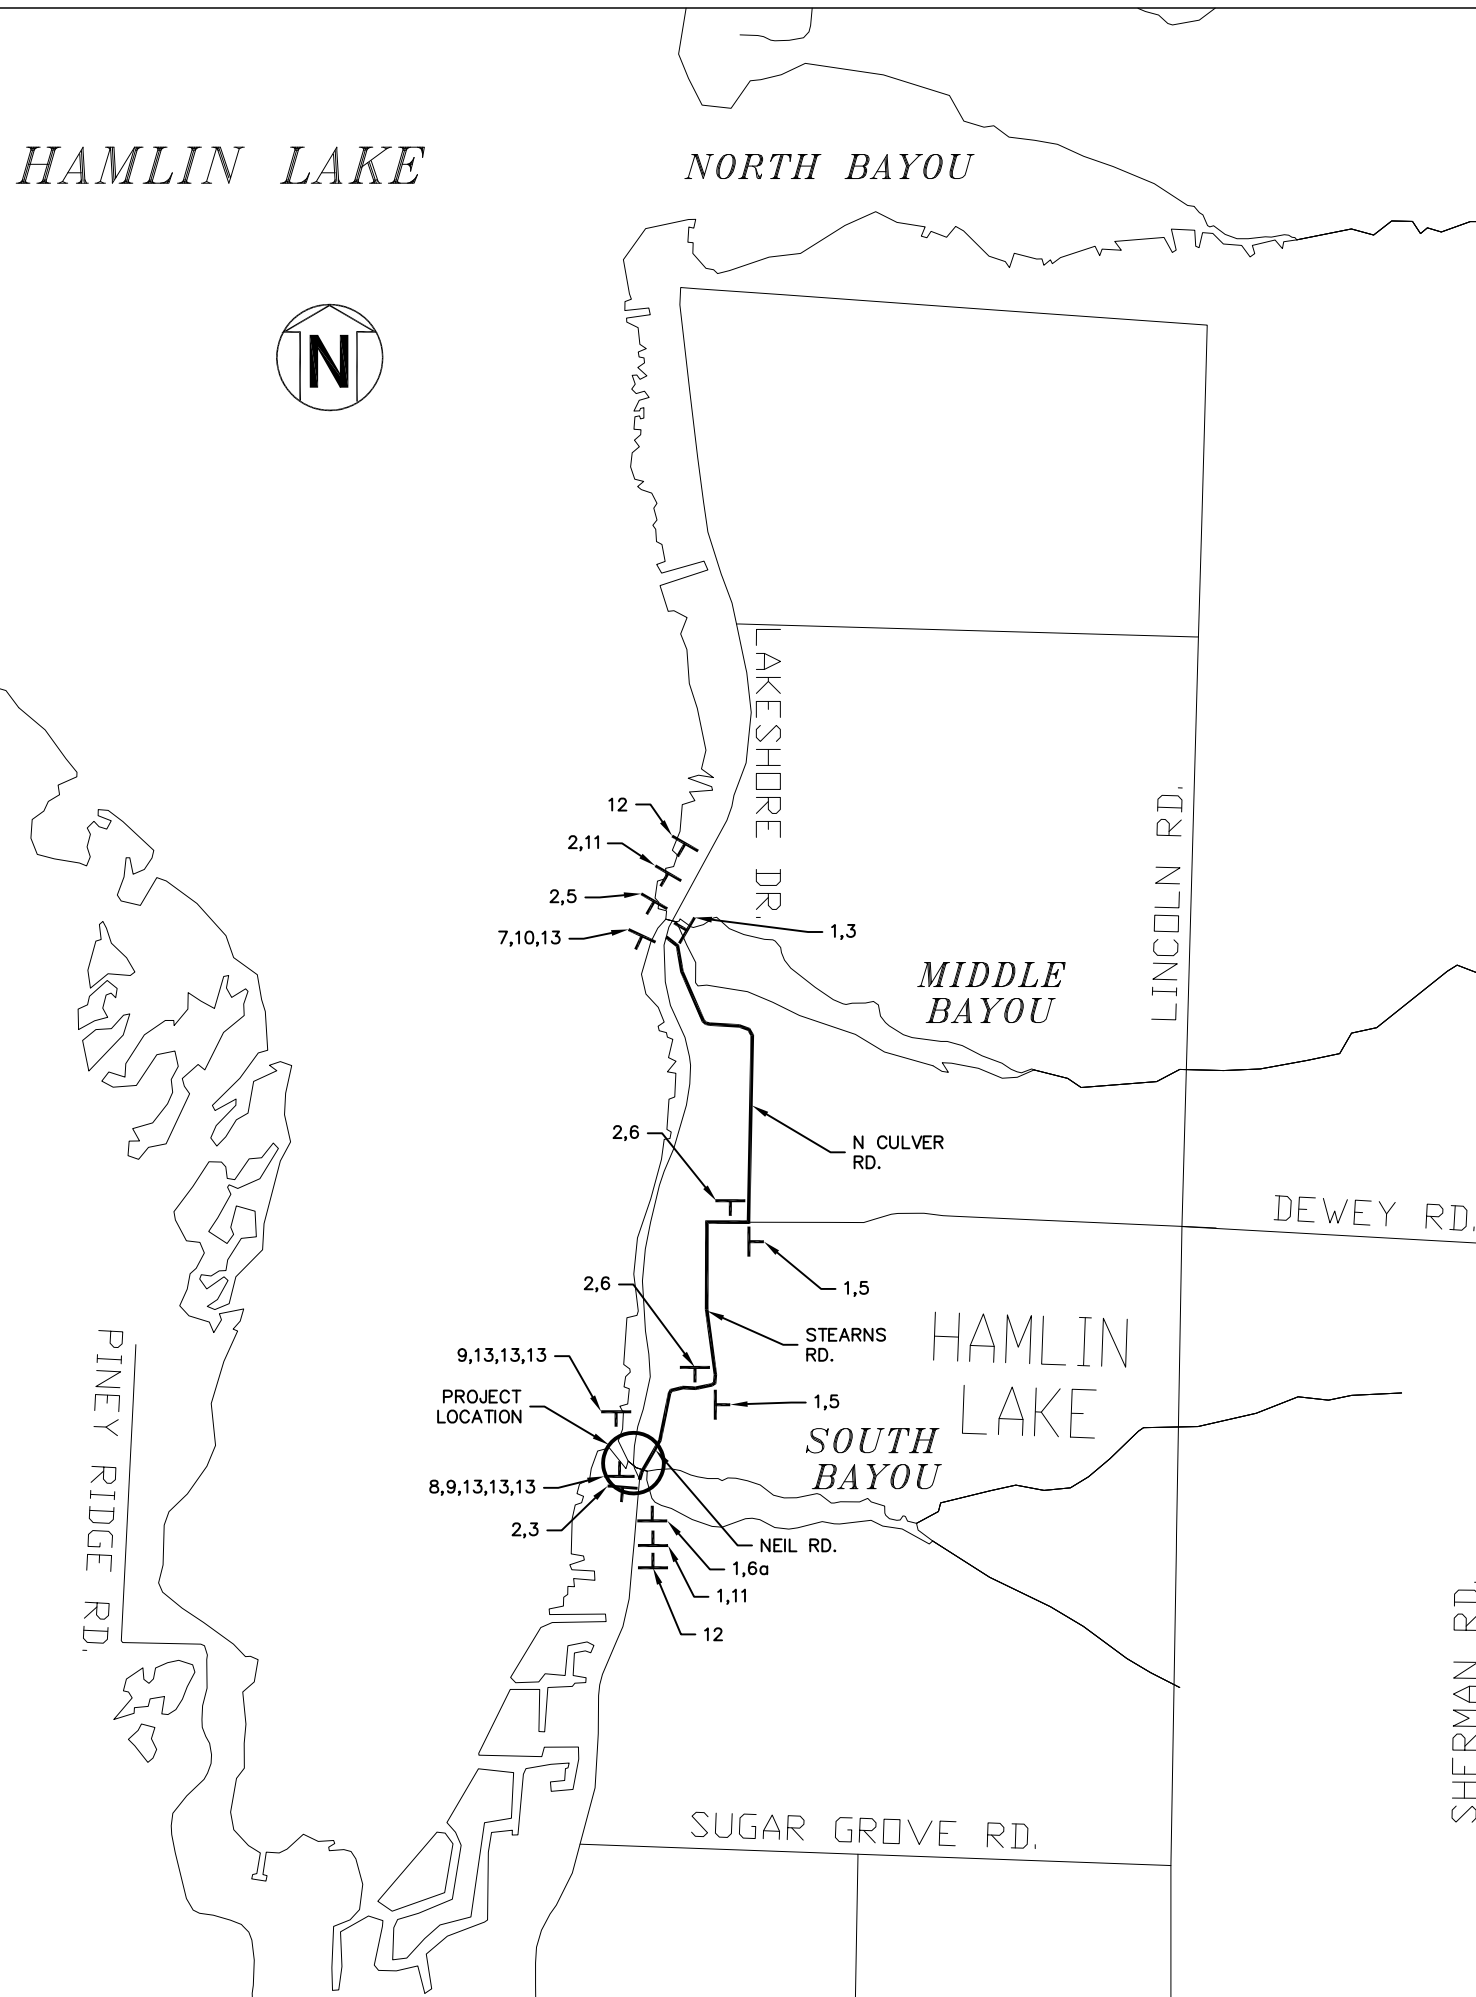 HAMLIN LAKE
NORTH BAYOU
N
LAKESHORE DR.
LINCOLN RD.
12
2,11
2,5
7,10,13
1,3
MIDDLE
BAYOU
N CULVER
RD.
2,6
DEWEY RD.
1,5
2,6
STEARNS
RD.
HAMLIN
LAKE
PINEY RIDGE RD.
9,13,13,13
PROJECT
LOCATION
1,5
SOUTH
BAYOU
8,9,13,13,13
2,3
NEIL RD.
1,6a
1,11
12
SHERMAN RD.
SUGAR GROVE RD.